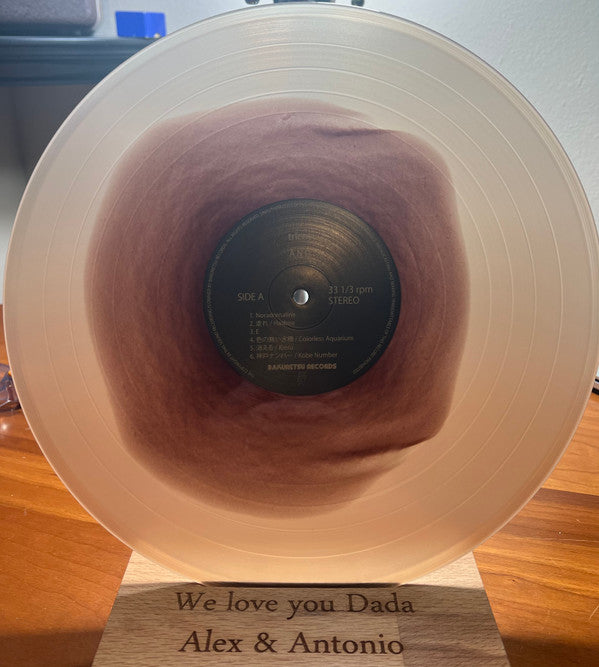 SIDE A
33 1/3 rpm
STEREO
1. Noradrenaline
2. 走れ / Hashire
3. E
4. 色の無い水槽 / Colorless Aquarium
5. 消える / Kieru
6. 神戸ナンバー / Kobe Number
BAKURETSU RECORDS
We love you Dada
Alex & Antonio